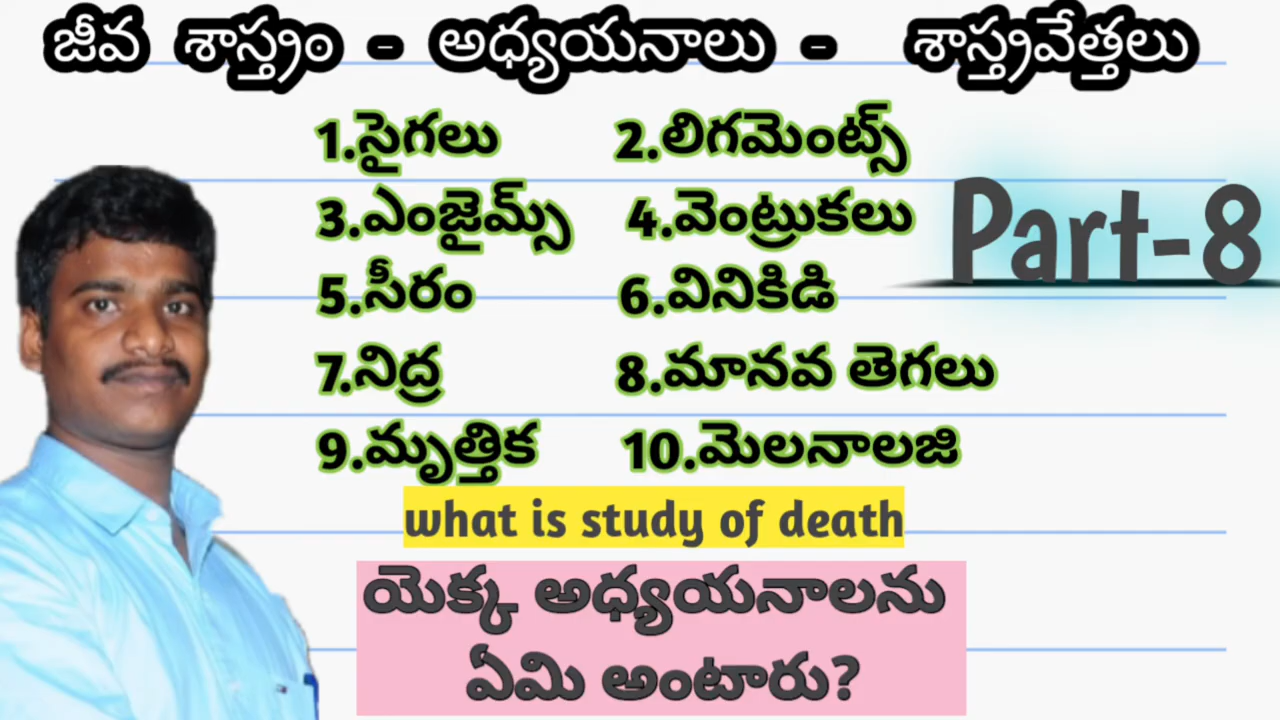 జీవ శాస్త్రం - అధ్యయనాలు - శాస్త్రవేత్తలు
1.సైగలు 2.లిగమెంట్స్
3.ఎంజైమ్స్ 4.వెంట్రుకలు
Part-8
5.సీరం 6.వినికిడి
7.నిద్ర 8.మానవ తెగలు
9.మృత్తిక 10.మెలనాలజి
what is study of death
యెక్క అధ్యయనాలను
ఏమి అంటారు?